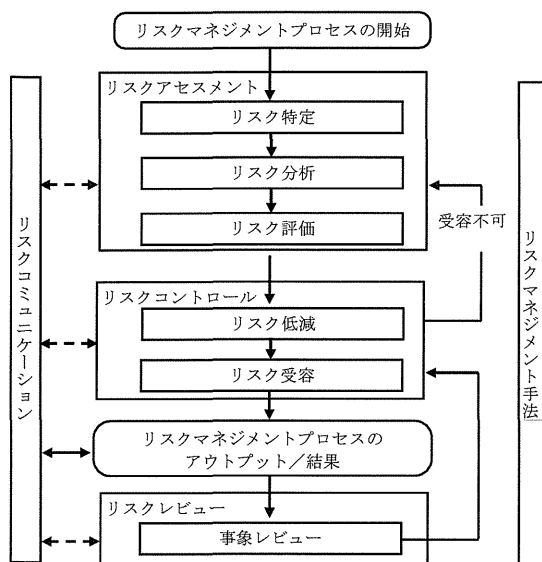 リスクマネジメントプロセスの開始
リスクアセスメント
リスク特定
リスク分析
リスク評価
受容不可
リスクコントロール
リスク低減
リスク受容
リスクマネジメントプロセスの
アウトプット／結果
リスクレビュー
事象レビュー
リスクコミュニケーション
リスクマネジメント手法